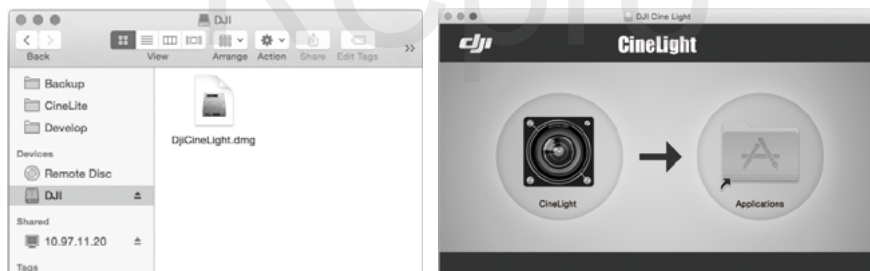 DJI
Back
View
Arrange
Action
Share
Edit Tags
Backup
CineLite
Develop
Devices
Remote Disc
DJI
Shared
10.97.11.20
Tags
DjiCineLight.dmg
DJI Cine Light
dji
CineLight
CineLight
Applications